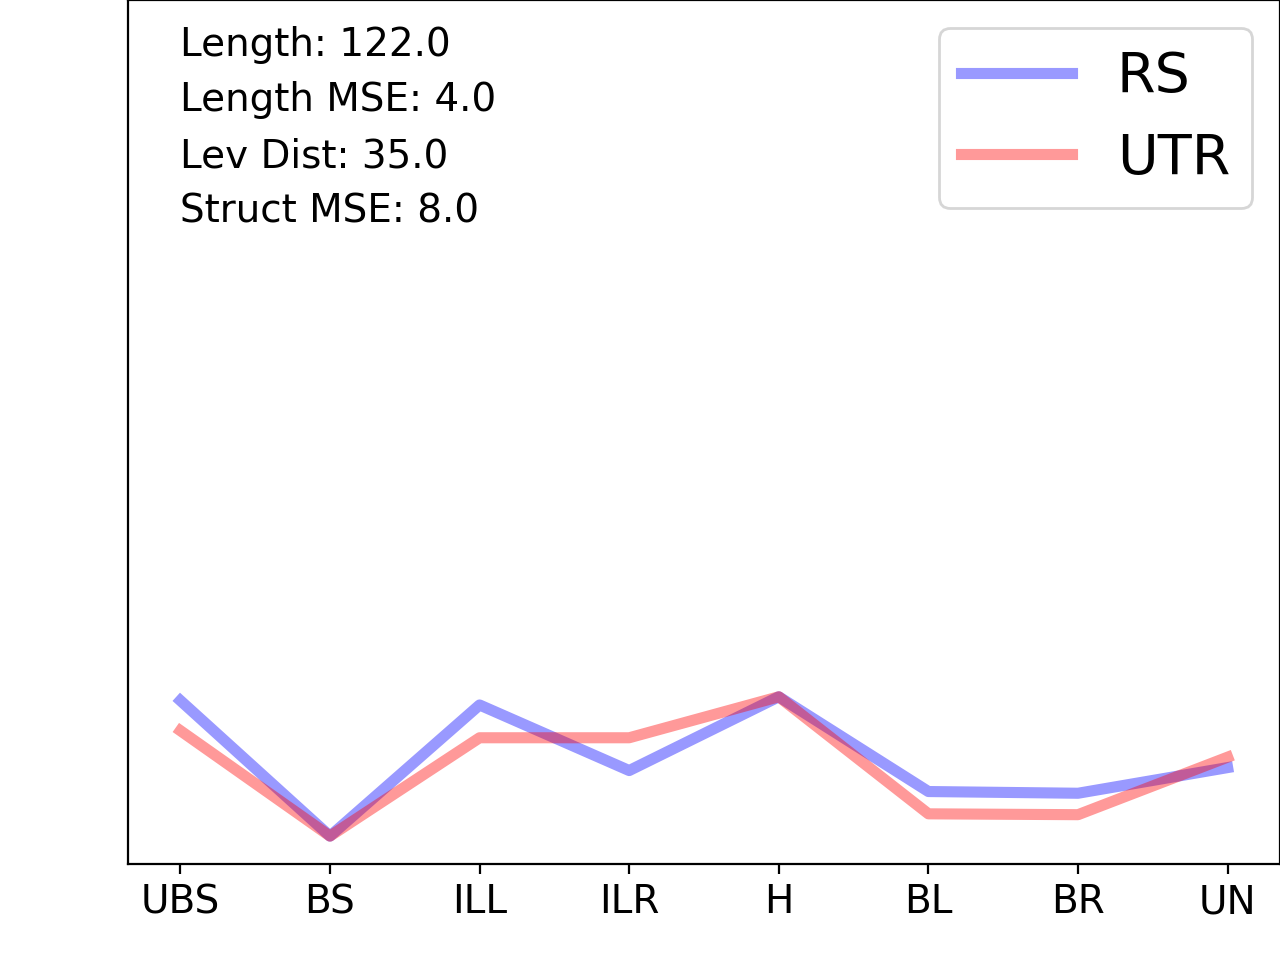 Length: 122.0
Length MSE: 4.0
Lev Dist: 35.0
Struct MSE: 8.0
RS
UTR
UBS BS ILL ILR H BL BR UN